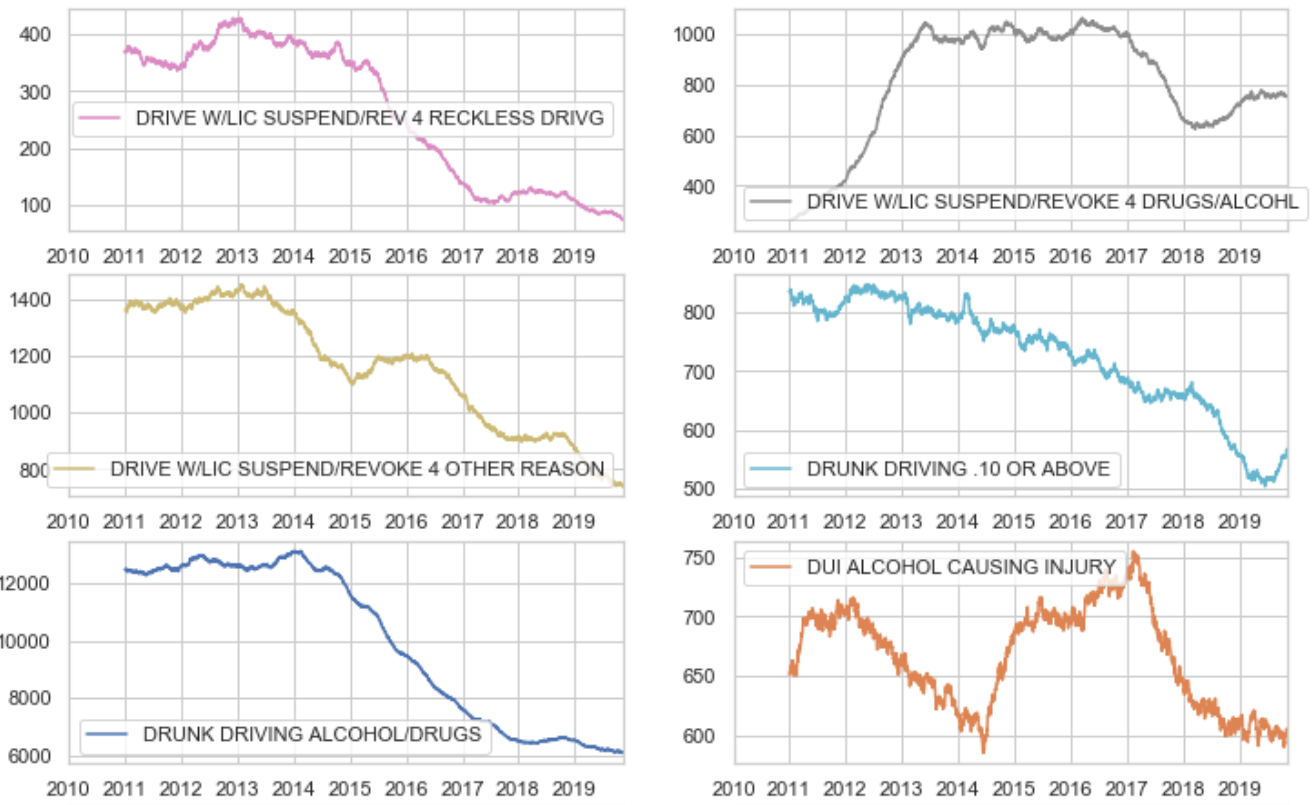 400
300
200
100
DRIVE W/LIC SUSPEND/REV 4 RECKLESS DRIVG
2010 2011 2012 2013 2014 2015 2016 2017 2018 2019
1000
800
600
400
DRIVE W/LIC SUSPEND/REVOKE 4 DRUGS/ALCOHL
2010 2011 2012 2013 2014 2015 2016 2017 2018 2019
1400
1200
1000
800
DRIVE W/LIC SUSPEND/REVOKE 4 OTHER REASON
2010 2011 2012 2013 2014 2015 2016 2017 2018 2019
800
700
600
500
DRUNK DRIVING .10 OR ABOVE
2010 2011 2012 2013 2014 2015 2016 2017 2018 2019
12000
10000
8000
6000
DRUNK DRIVING ALCOHOL/DRUGS
2010 2011 2012 2013 2014 2015 2016 2017 2018 2019
750
DUI ALCOHOL CAUSING INJURY
700
650
600
2010 2011 2012 2013 2014 2015 2016 2017 2018 2019